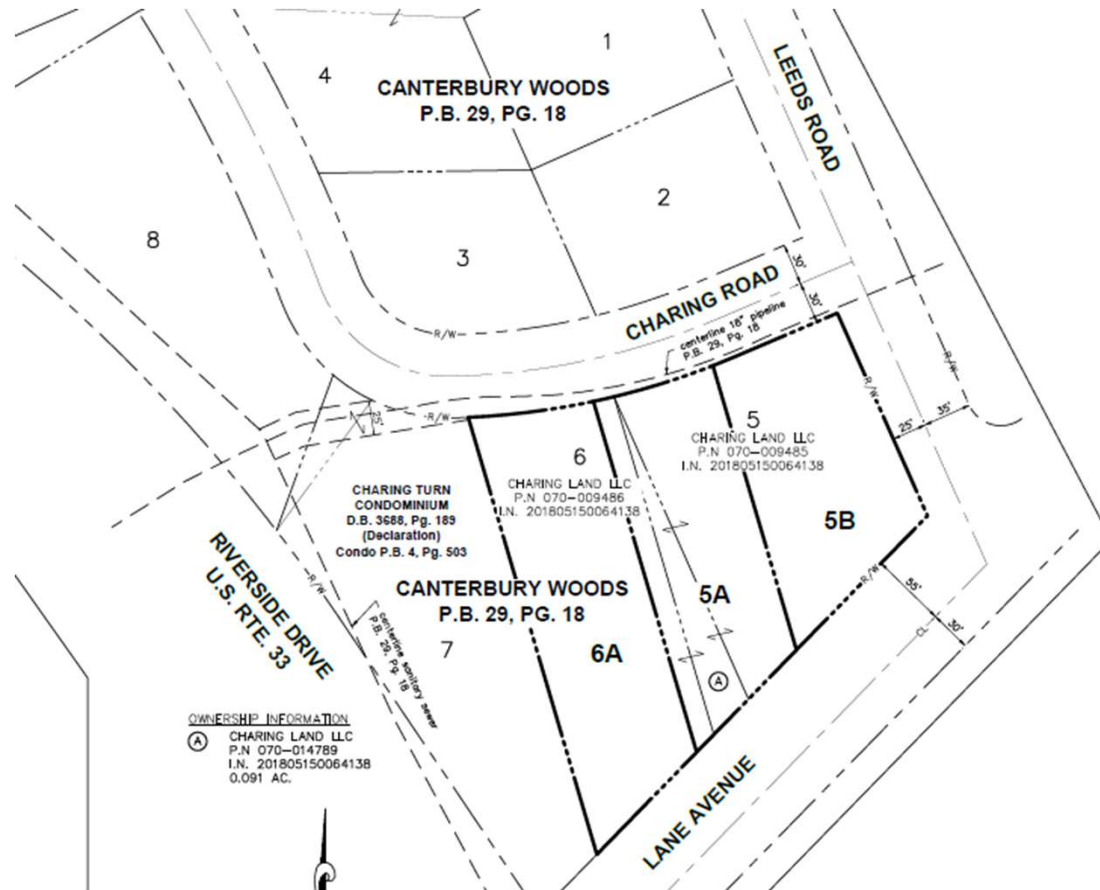 1
4
CANTERBURY WOODS
P.B. 29, PG. 18
LEEDS ROAD
2
8
3
CHARING ROAD
30'
30'
R/W
centerline 18" pipeline
P.B. 29, Pg. 18
R/W
R/W
25'
R/W
25'
35'
5
CHARING LAND LLC
P.N 070-009485
I.N. 201805150064138
6
CHARING LAND LLC
P.N 070-009486
I.N. 201805150064138
CHARING TURN
CONDOMINIUM
D.B. 3688, Pg. 189
(Declaration)
Condo P.B. 4, Pg. 503
5B
RIVERSIDE DRIVE
U.S. RTE. 33
R/W
CANTERBURY WOODS
P.B. 29, PG. 18
7
centerline sanitary sewer
P.B. 29, Pg. 18
5A
6A
A
R/W
55'
30'
CL
LANE AVENUE
OWNERSHIP INFORMATION
A
CHARING LAND LLC
P.N 070-014789
I.N. 201805150064138
0.091 AC.